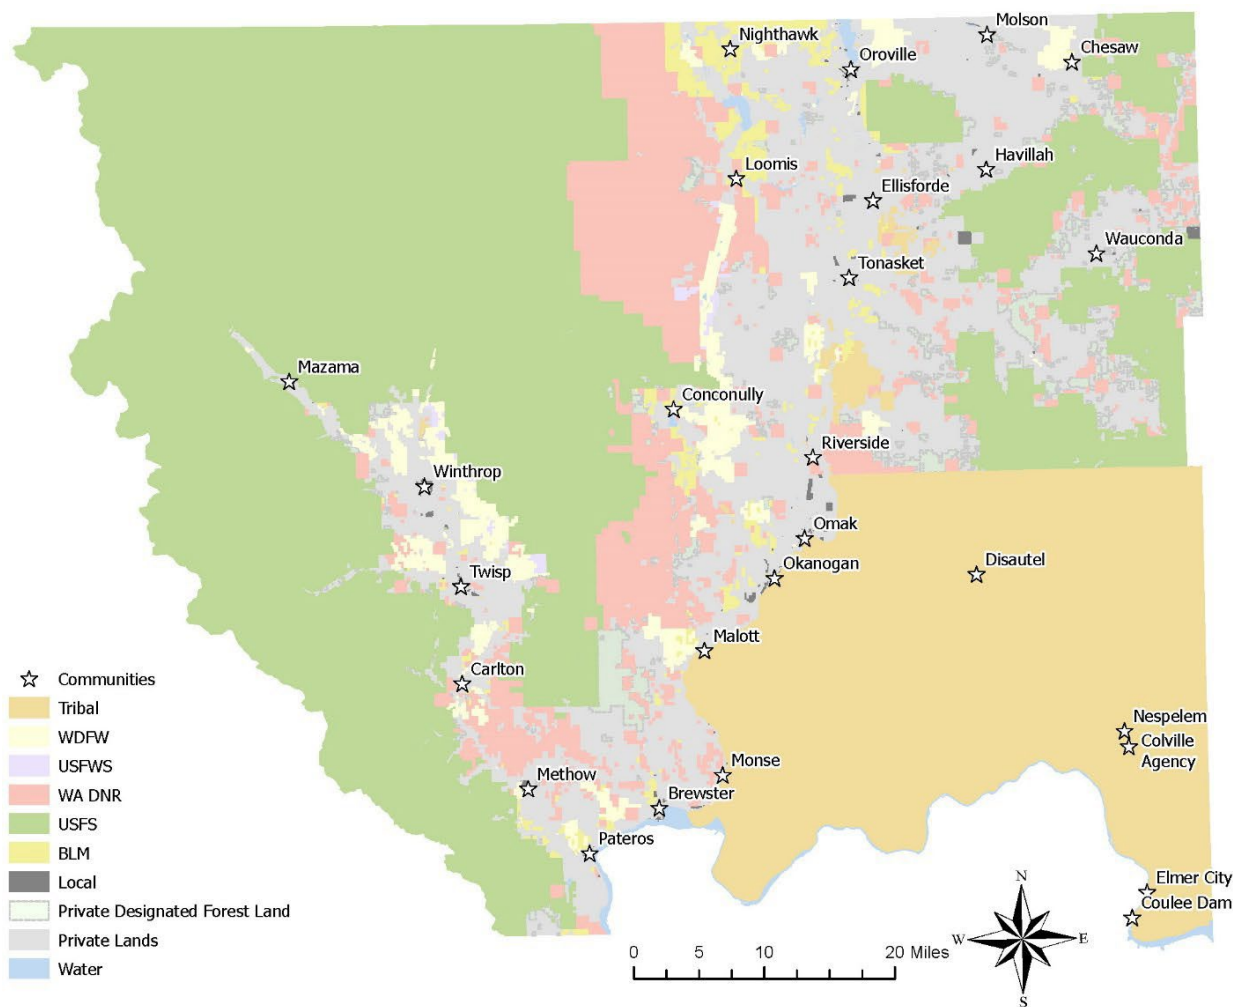 Molson
Nighthawk
Chesaw
Oroville
Havillah
Loomis
Ellisforde
Wauconda
Tonasket
Mazama
Conconully
Riverside
Winthrop
Omak
Disautel
Okanogan
Twisp
Malott
Carlton
Nespelem
Colville
Agency
Monse
Methow
Brewster
Pateros
Elmer City
Coulee Dam
Communities
Tribal
WDFW
USFWS
WA DNR
USFS
BLM
Local
Private Designated Forest Land
Private Lands
Water
0 5 10 20 Miles
N
W E
S